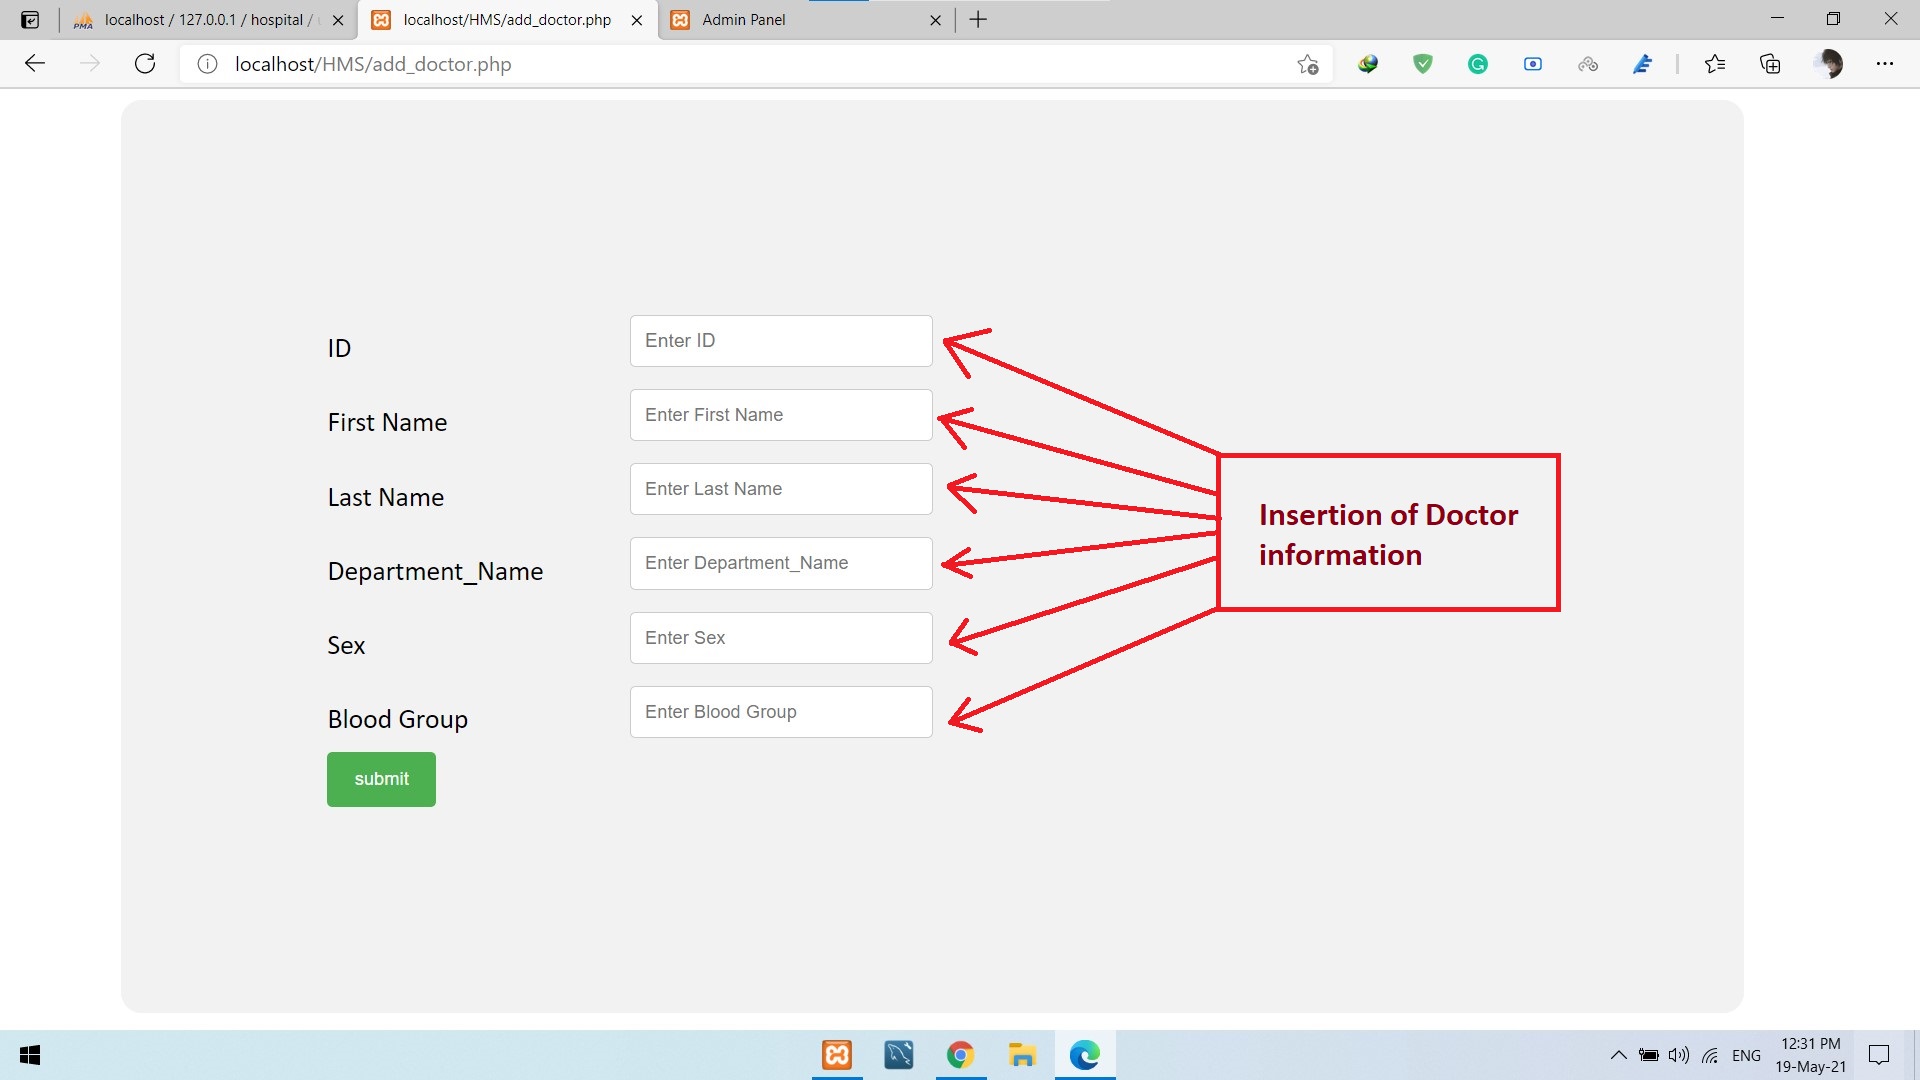 localhost / 127.0.0.1 / hospital /
localhost/HMS/add_doctor.php
Admin Panel
localhost/HMS/add_doctor.php
ID
Enter ID
First Name
Enter First Name
Last Name
Enter Last Name
Department_Name
Enter Department_Name
Sex
Enter Sex
Blood Group
Enter Blood Group
submit
Insertion of Doctor
information
PMA
ENG
12:31 PM
19-May-21